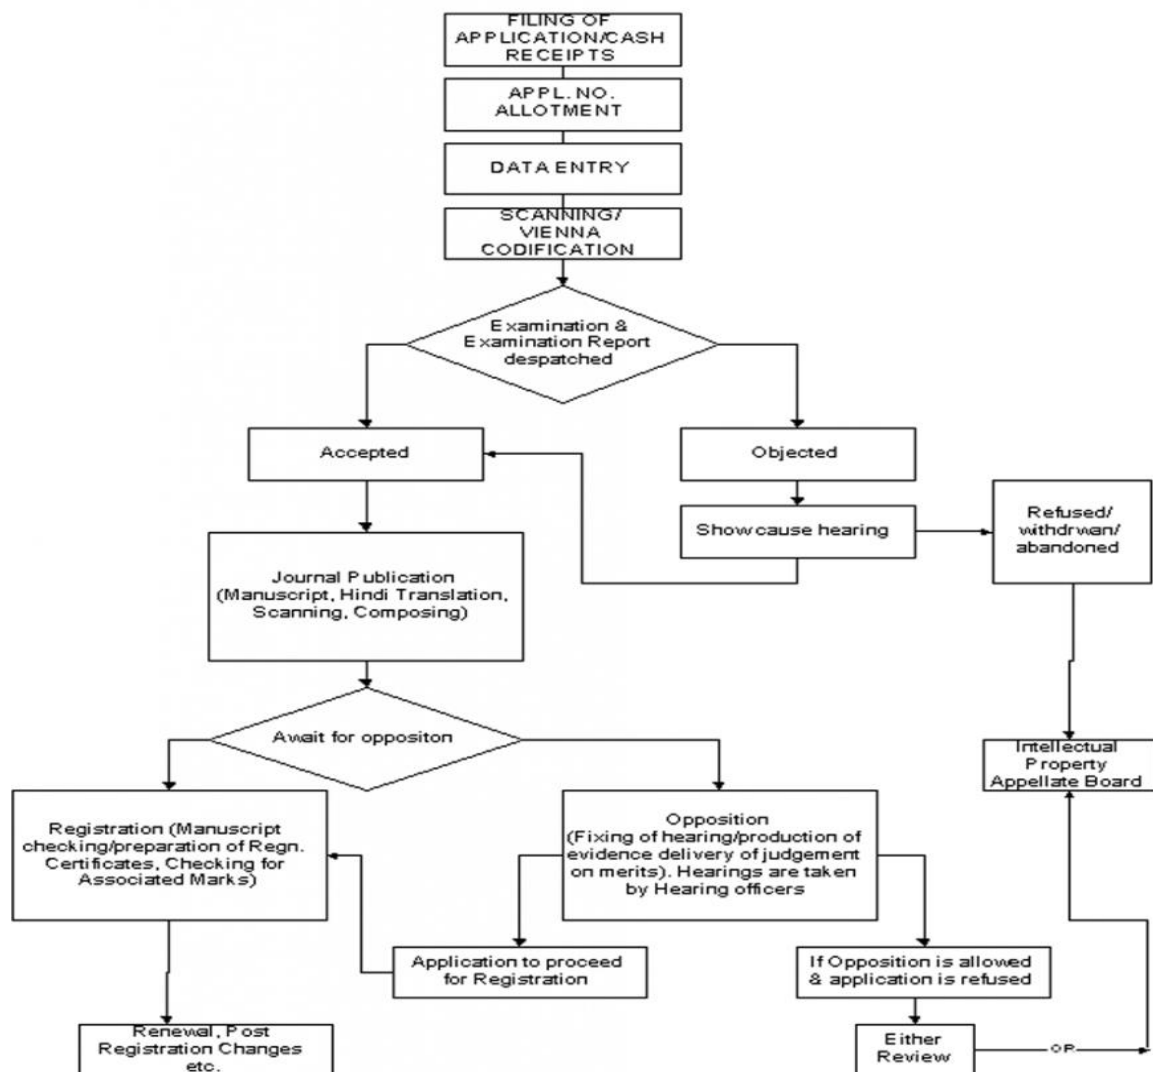 FILING OF
APPLICATION/CASH
RECEIPTS
APPL. NO.
ALLOTMENT
DATA ENTRY
SCANNING/
VIENNA
CODIFICATION
Examination &
Examination Report
despatched
Accepted
Objected
Show cause hearing
Refused/
withdrwan/
abandoned
Journal Publication
(Manuscript, Hindi Translation,
Scanning, Composing)
Await for oppositon
Intellectual
Property
Appellate Board
Registration (Manuscript
checking/preparation of Regn.
Certificates, Checking for
Associated Marks)
Opposition
(Fixing of hearing/production of
evidence delivery of judgement
on merits). Hearings are taken
by Hearing officers
Application to proceed
for Registration
If Opposition is allowed
& application is refused
Renewal, Post
Registration Changes
etc.
Either
Review
OR